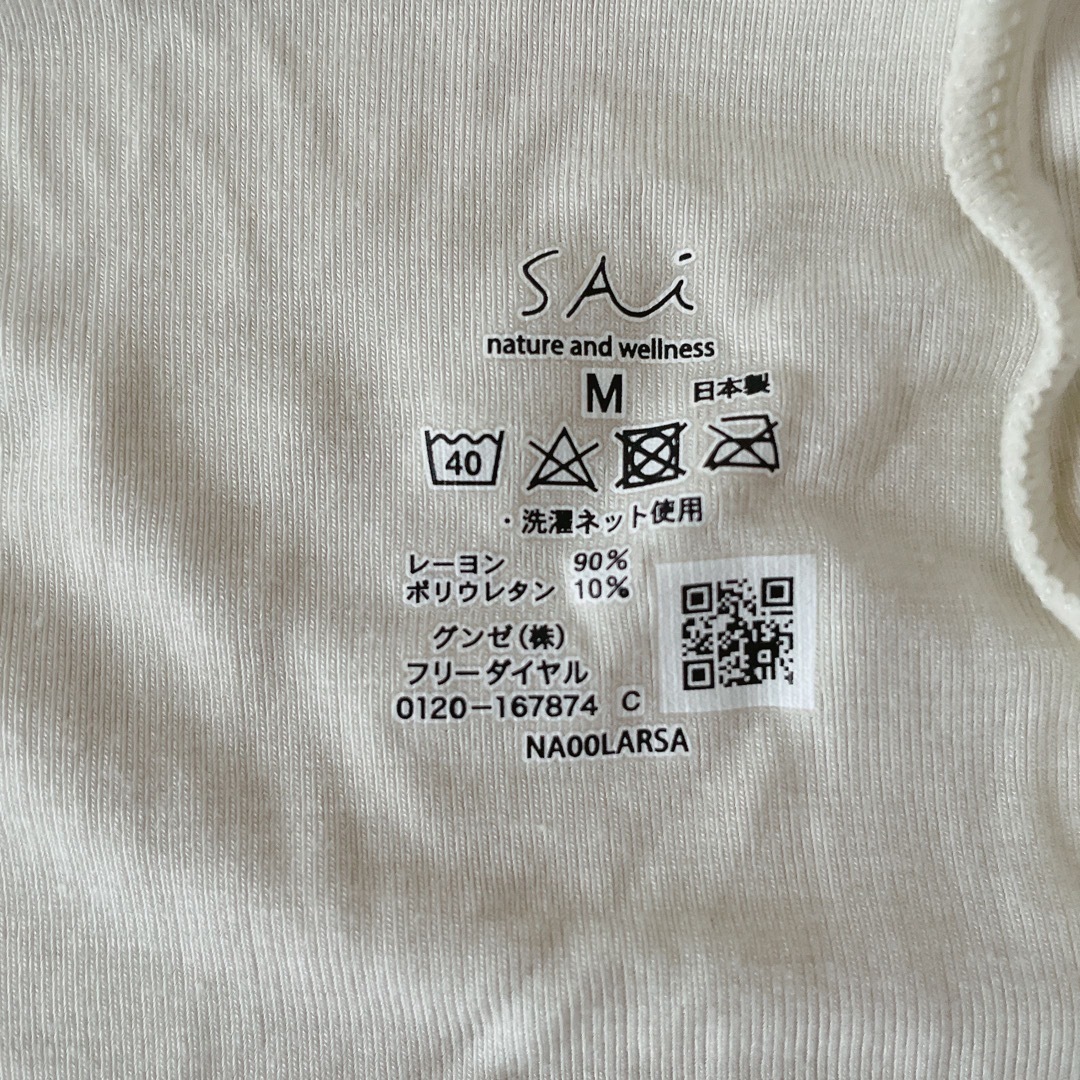 SAi
nature and wellness
M 日本製
40
・洗濯ネット使用
レーヨン 90%
ポリウレタン 10%
グンゼ(株)
フリーダイヤル
0120-167874 C
NA00LARSA